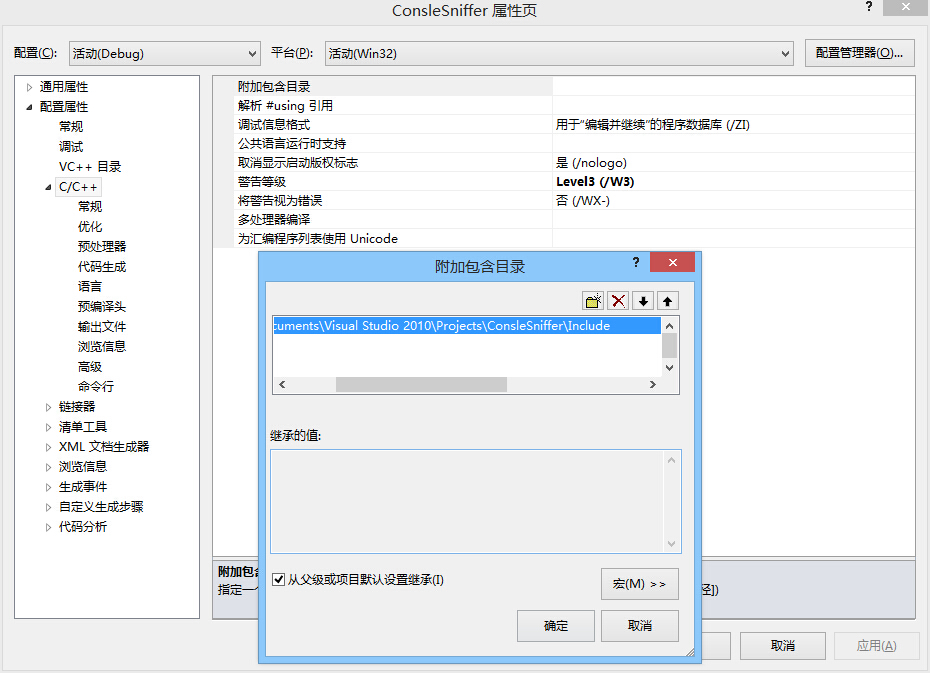 ConsleSniffer 属性页
?
配置(C): 活动(Debug) 平台(P): 活动(Win32) 配置管理器(O)...
通用属性
配置属性
常规
调试
VC++ 目录
C/C++
常规
优化
预处理器
代码生成
语言
预编译头
输出文件
浏览信息
高级
命令行
链接器
清单工具
XML 文档生成器
浏览信息
生成事件
自定义生成步骤
代码分析
附加包含目录
解析 #using 引用
调试信息格式 用于“编辑并继续”的程序数据库 (/ZI)
公共语言运行时支持
取消显示启动版权标志 是 (/nologo)
警告等级 Level3 (/W3)
将警告视为错误 否 (/WX-)
多处理器编译
为汇编程序列表使用 Unicode
附加包含目录 ?
cuments\Visual Studio 2010\Projects\ConsleSniffer\Include
继承的值:
从父级或项目默认设置继承(I)
宏(M) >>
确定 取消
附加包
指定一 径])
取消 应用(A)